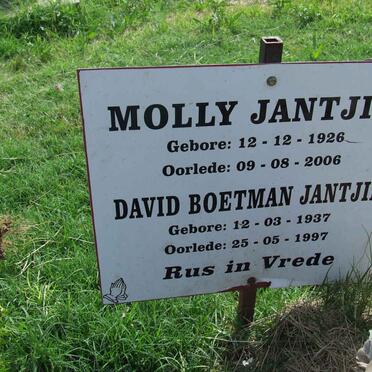 MOLLY JANTJI
Gebore: 12 - 12 - 1926
Oorlede: 09 - 08 - 2006
DAVID BOETMAN JANTJI
Gebore: 12 - 03 - 1937
Oorlede: 25 - 05 - 1997
Rus in Vrede